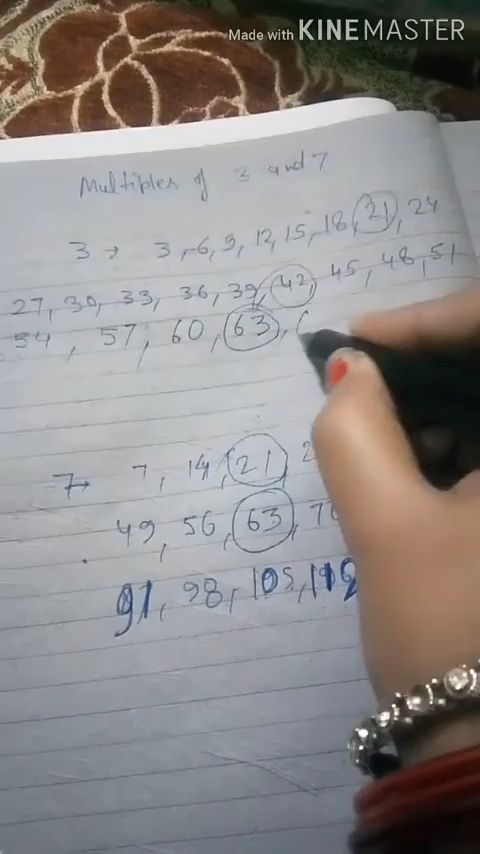 Made with KINEMASTER
Multiples of 3 and 7
3 → 3, 6, 9, 12, 15, 18, 21, 24
27, 30, 33, 36, 39, 42, 45, 48, 51
54, 57, 60, 63,
7→ 7, 14, 21,
49, 56, 63,
91, 98, 105,